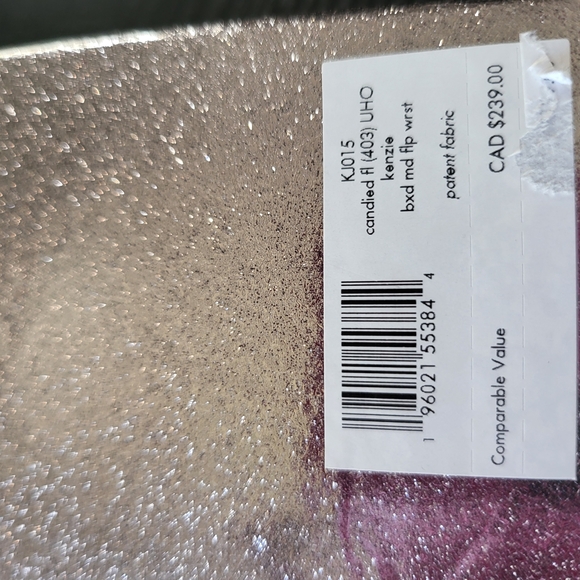 KJ015
candied fl (403) UHO
kenzie
bxd md flp wrst
patent fabric
1 96021 55384 4
Comparable Value CAD $239.00